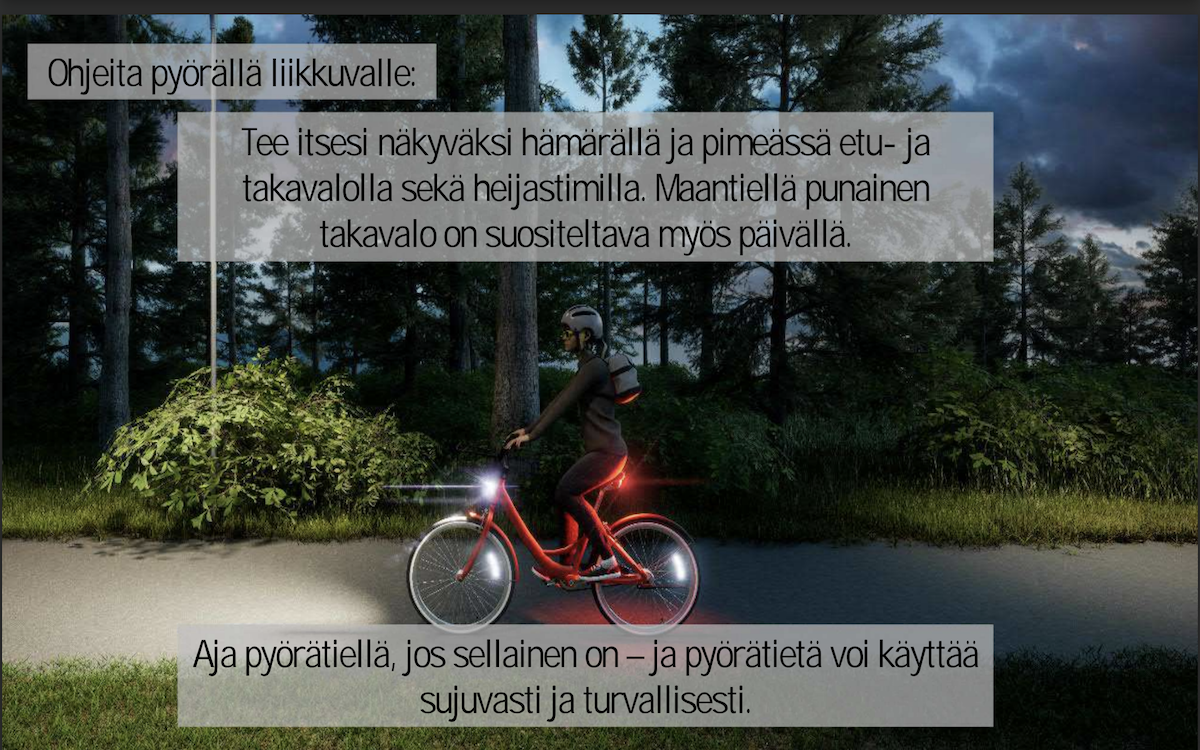 Ohjeita pyörällä liikkuvalle:
Tee itsesi näkyväksi hämärällä ja pimeässä etu- ja
takavalolla sekä heijastimilla. Maantiellä punainen
takavalo on suositeltava myös päivällä.
Aja pyörätiellä, jos sellainen on – ja pyörätietä voi käyttää
sujuvasti ja turvallisesti.